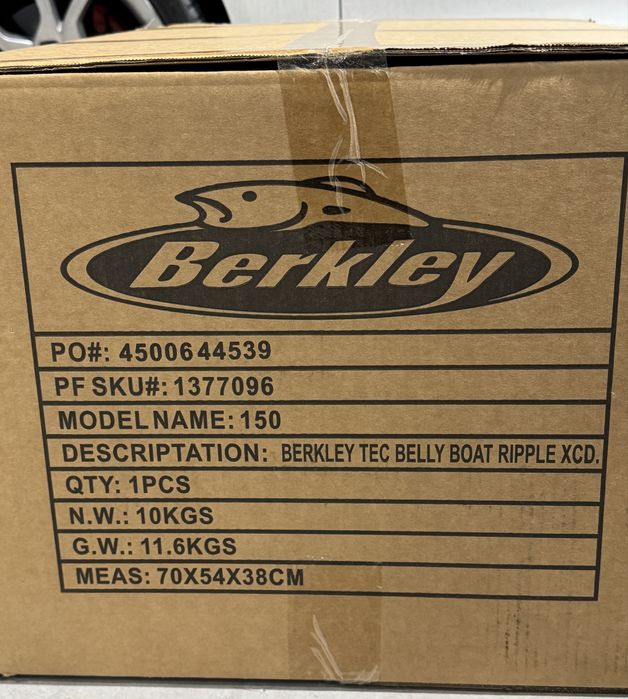 Berkley
PO#: 4500644539
PF SKU#: 1377096
MODEL NAME: 150
DESCRIPTATION: BERKLEY TEC BELLY BOAT RIPPLE XCD.
QTY: 1PCS
N.W.: 10KGS
G.W.: 11.6KGS
MEAS: 70X54X38CM